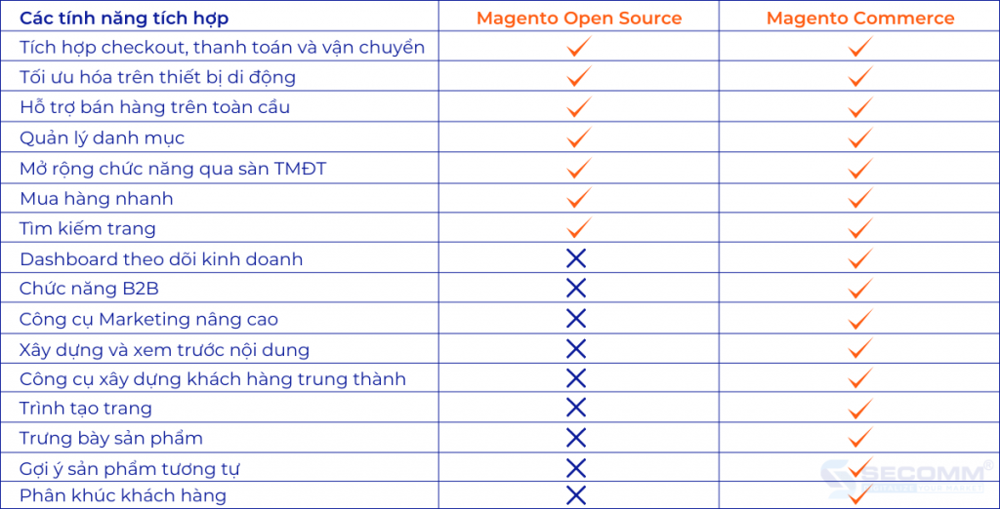 Các tính năng tích hợp Magento Open Source Magento Commerce
Tích hợp checkout, thanh toán và vận chuyển
Tối ưu hóa trên thiết bị di động
Hỗ trợ bán hàng trên toàn cầu
Quản lý danh mục
Mở rộng chức năng qua sàn TMĐT
Mua hàng nhanh
Tìm kiếm trang
Dashboard theo dõi kinh doanh
Chức năng B2B
Công cụ Marketing nâng cao
Xây dựng và xem trước nội dung
Công cụ xây dựng khách hàng trung thành
Trình tạo trang
Trưng bày sản phẩm
Gợi ý sản phẩm tương tự
Phân khúc khách hàng
SECOMM®
YOUR MARKET